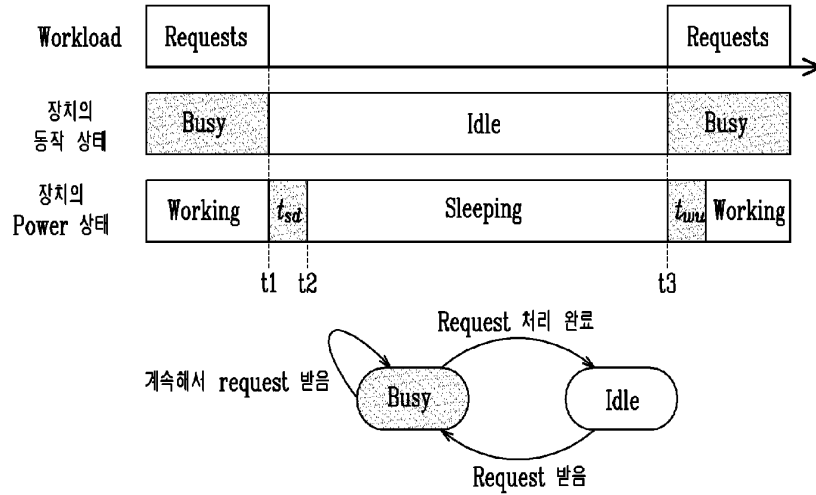 Workload
Requests
Requests
장치의
동작 상태
Busy
Idle
Busy
장치의
Power 상태
Working
tsd
Sleeping
twu
Working
t1
t2
t3
Request 처리 완료
계속해서 request 받음
Busy
Idle
Request 받음